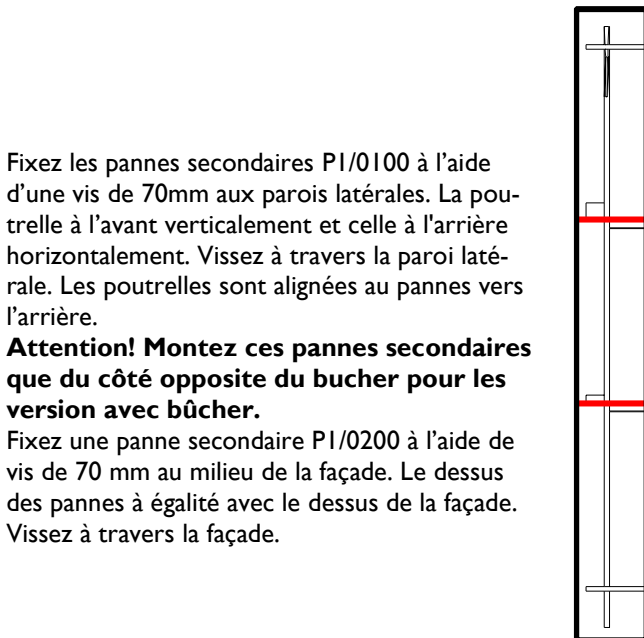 Fixez les pannes secondaires P1/0100 à l’aide
d’une vis de 70mm aux parois latérales. La pou-
trelle à l’avant verticalement et celle à l'arrière
horizontalement. Vissez à travers la paroi laté-
rale. Les poutrelles sont alignées au pannes vers
l’arrière.
Attention! Montez ces pannes secondaires
que du côté opposite du bucher pour les
version avec bûcher.
Fixez une panne secondaire P1/0200 à l’aide de
vis de 70 mm au milieu de la façade. Le dessus
des pannes à égalité avec le dessus de la façade.
Vissez à travers la façade.